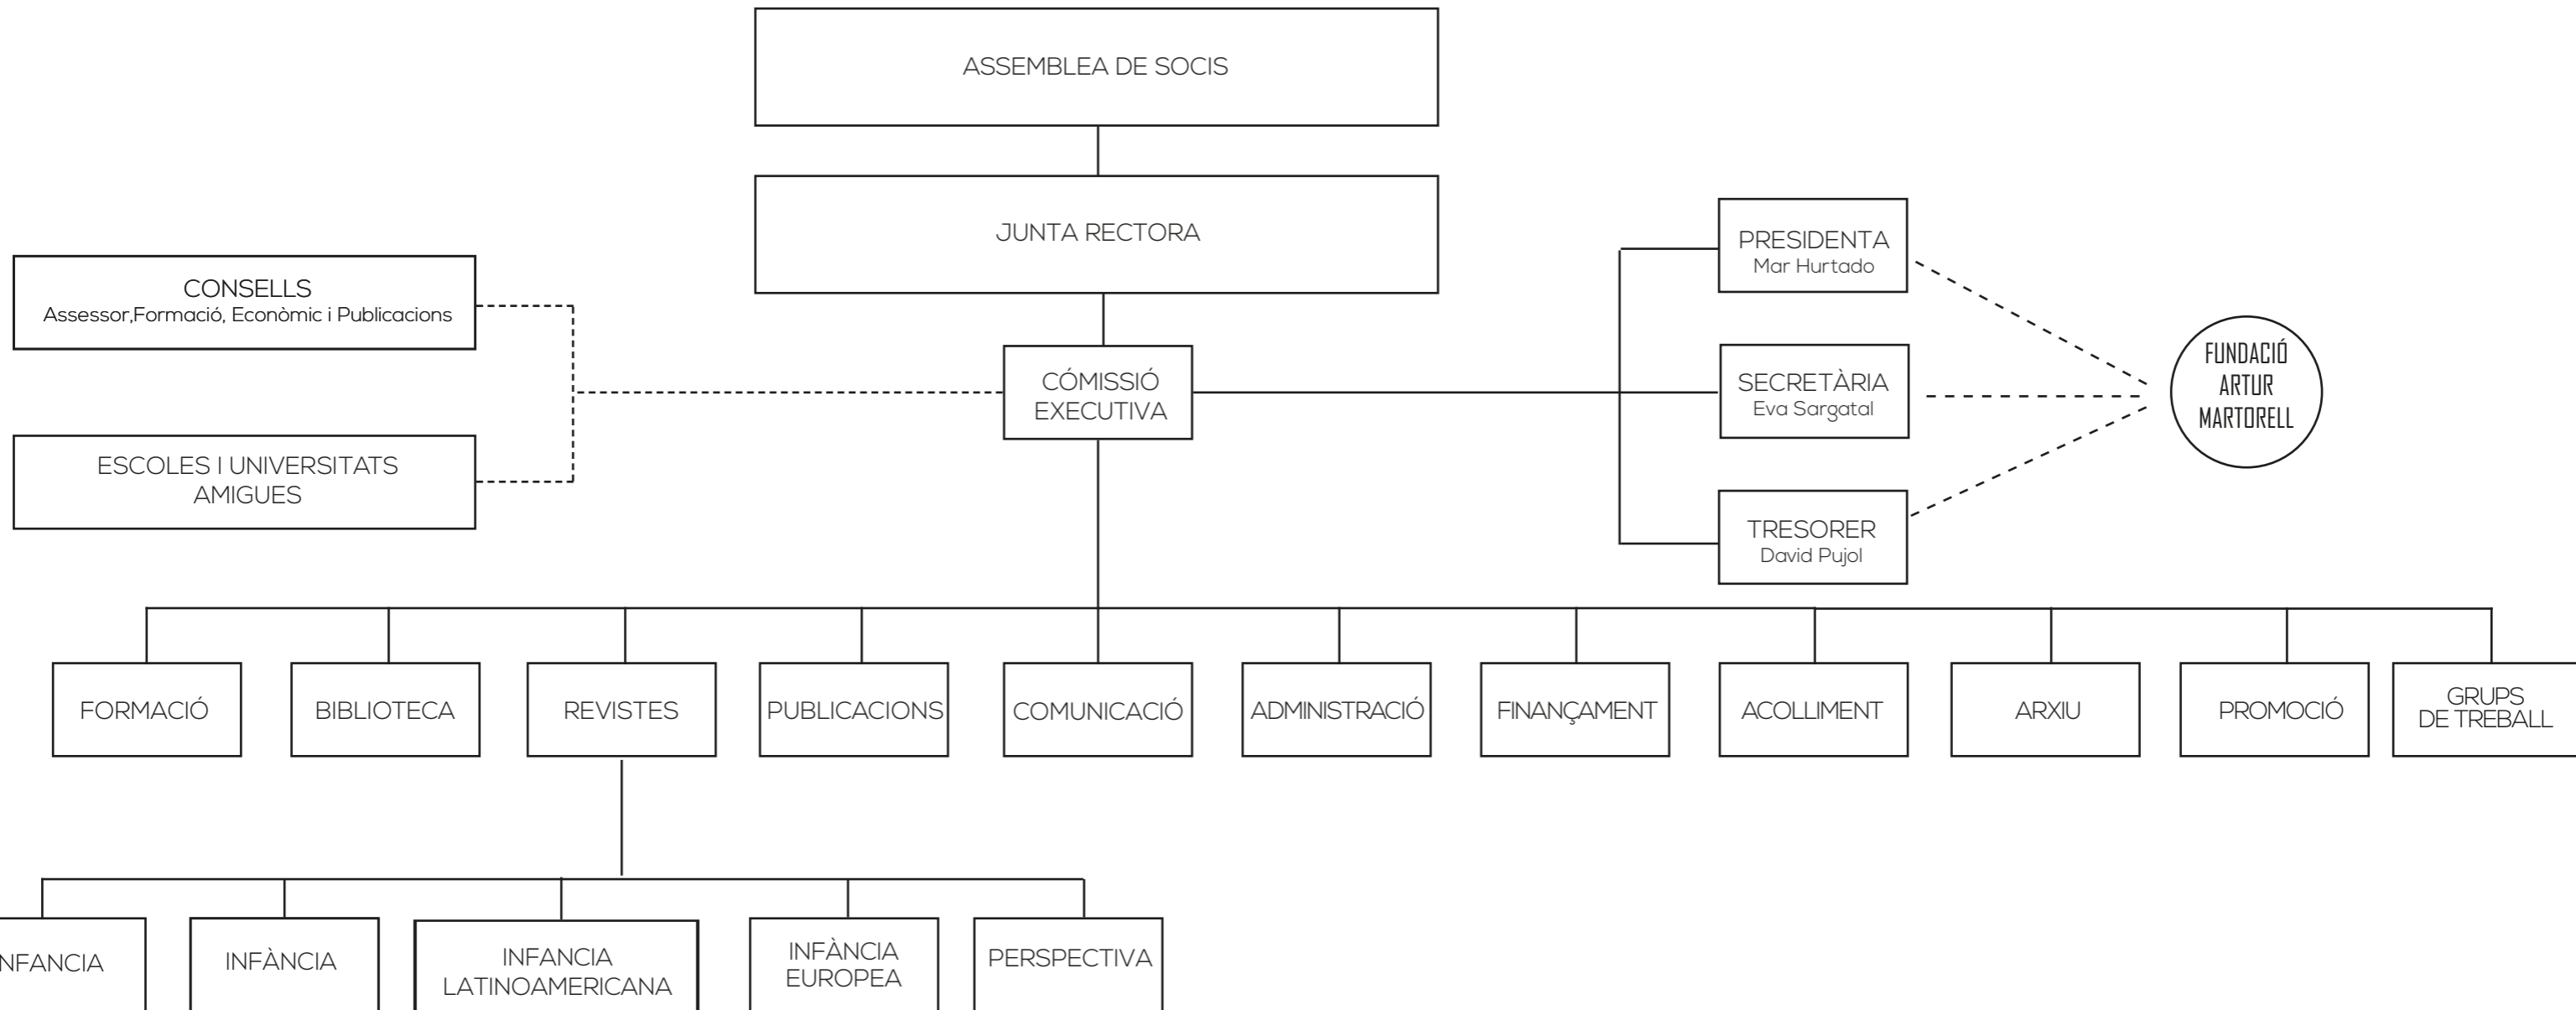 ASSEMBLEA DE SOCIS
JUNTA RECTORA
CONSELLS
Assessor,Formació, Econòmic i Publicacions
ESCOLES I UNIVERSITATS
AMIGUES
CÓMISSIÓ
EXECUTIVA
PRESIDENTA
Mar Hurtado
SECRETÀRIA
Eva Sargatal
TRESORER
David Pujol
FUNDACIÓ
ARTUR
MARTORELL
FORMACIÓ
BIBLIOTECA
REVISTES
PUBLICACIONS
COMUNICACIÓ
ADMINISTRACIÓ
FINANÇAMENT
ACOLLIMENT
ARXIU
PROMOCIÓ
GRUPS
DE TREBALL
NFANCIA
INFÀNCIA
INFANCIA
LATINOAMERICANA
INFÀNCIA
EUROPEA
PERSPECTIVA